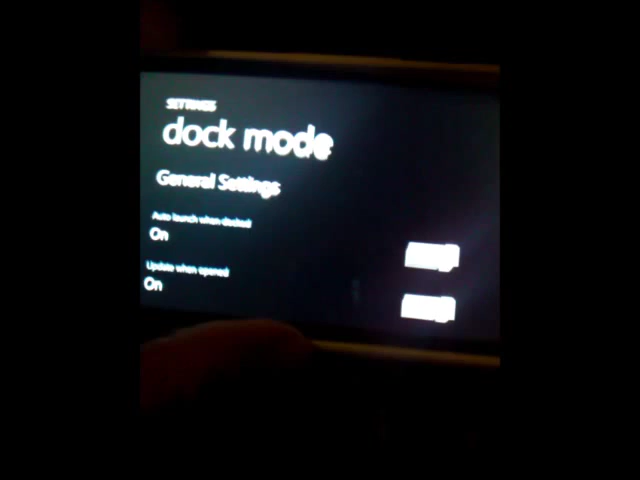 SETTINGS
dock mode
General Settings
Auto launch when docked
On
Update when opened
On